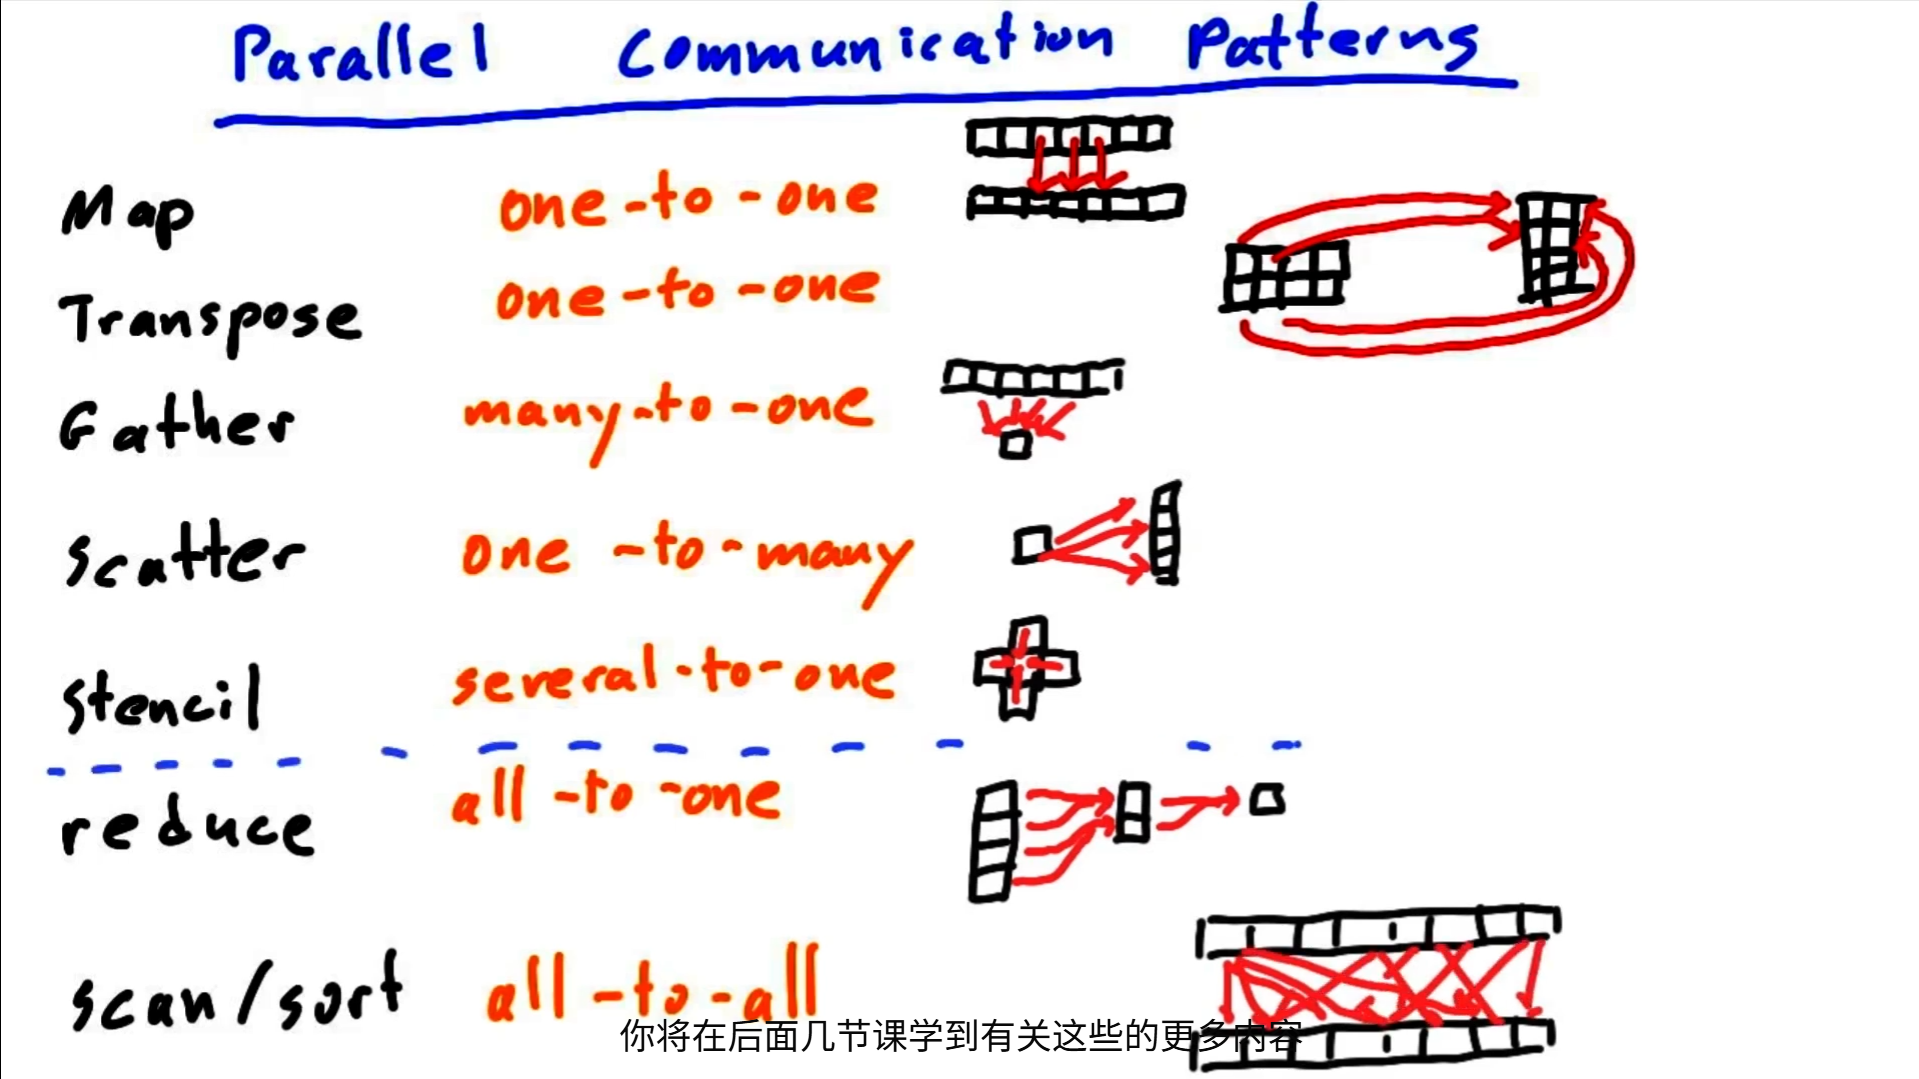 Parallel Communication Patterns
Map one-to-one
Transpose one-to-one
Gather many-to-one
Scatter one-to-many
Stencil several-to-one
reduce all-to-one
scan/sort all-to-all
你将在后面几节课学到有关这些的更多内容